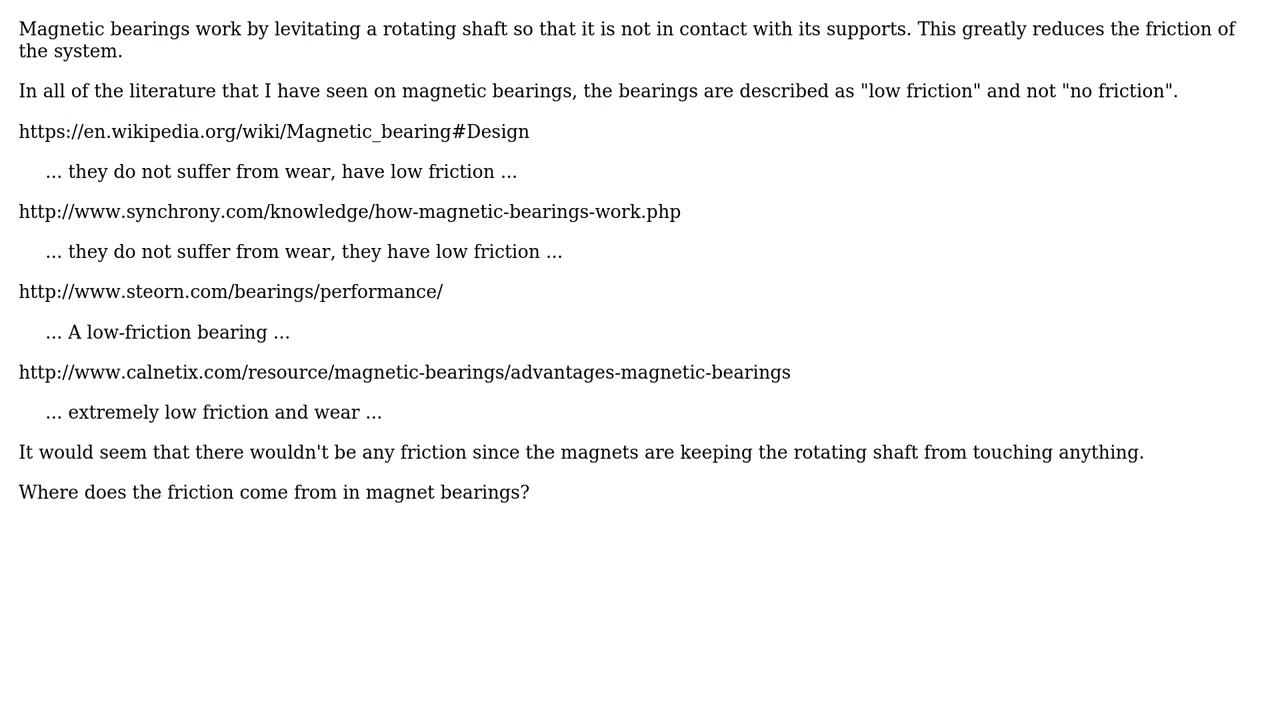 Magnetic bearings work by levitating a rotating shaft so that it is not in contact with its supports. This greatly reduces the friction of
the system.
In all of the literature that I have seen on magnetic bearings, the bearings are described as "low friction" and not "no friction".
https://en.wikipedia.org/wiki/Magnetic_bearing#Design
... they do not suffer from wear, have low friction ...
http://www.synchrony.com/knowledge/how-magnetic-bearings-work.php
... they do not suffer from wear, they have low friction ...
http://www.steorn.com/bearings/performance/
... A low-friction bearing ...
http://www.calnetix.com/resource/magnetic-bearings/advantages-magnetic-bearings
... extremely low friction and wear ...
It would seem that there wouldn't be any friction since the magnets are keeping the rotating shaft from touching anything.
Where does the friction come from in magnet bearings?